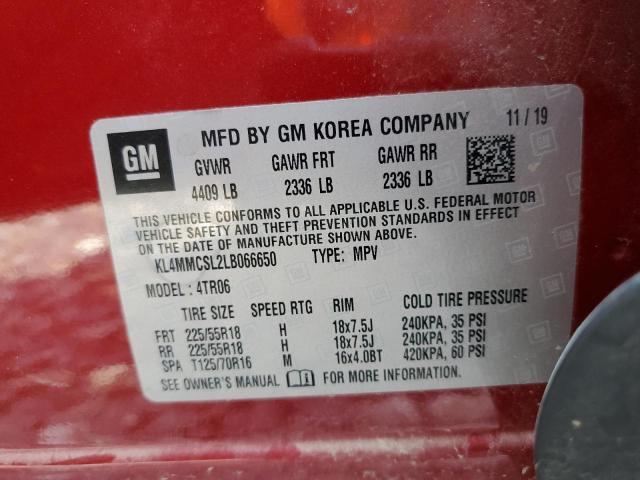 GM MFD BY GM KOREA COMPANY 11/19
GVWR GAWR FRT GAWR RR
4409 LB 2336 LB 2336 LB
THIS VEHICLE CONFORMS TO ALL APPLICABLE U.S. FEDERAL MOTOR
VEHICLE SAFETY AND THEFT PREVENTION STANDARDS IN EFFECT
ON THE DATE OF MANUFACTURE SHOWN ABOVE.
KL4MMCSL2LB066650 TYPE: MPV
MODEL: 4TR06
TIRE SIZE SPEED RTG RIM COLD TIRE PRESSURE
FRT 225/55R18 H 18x7.5J 240KPA, 35 PSI
RR 225/55R18 H 18x7.5J 240KPA, 35 PSI
SPA T125/70R16 M 16x4.0BT 420KPA, 60 PSI
SEE OWNER'S MANUAL FOR MORE INFORMATION.